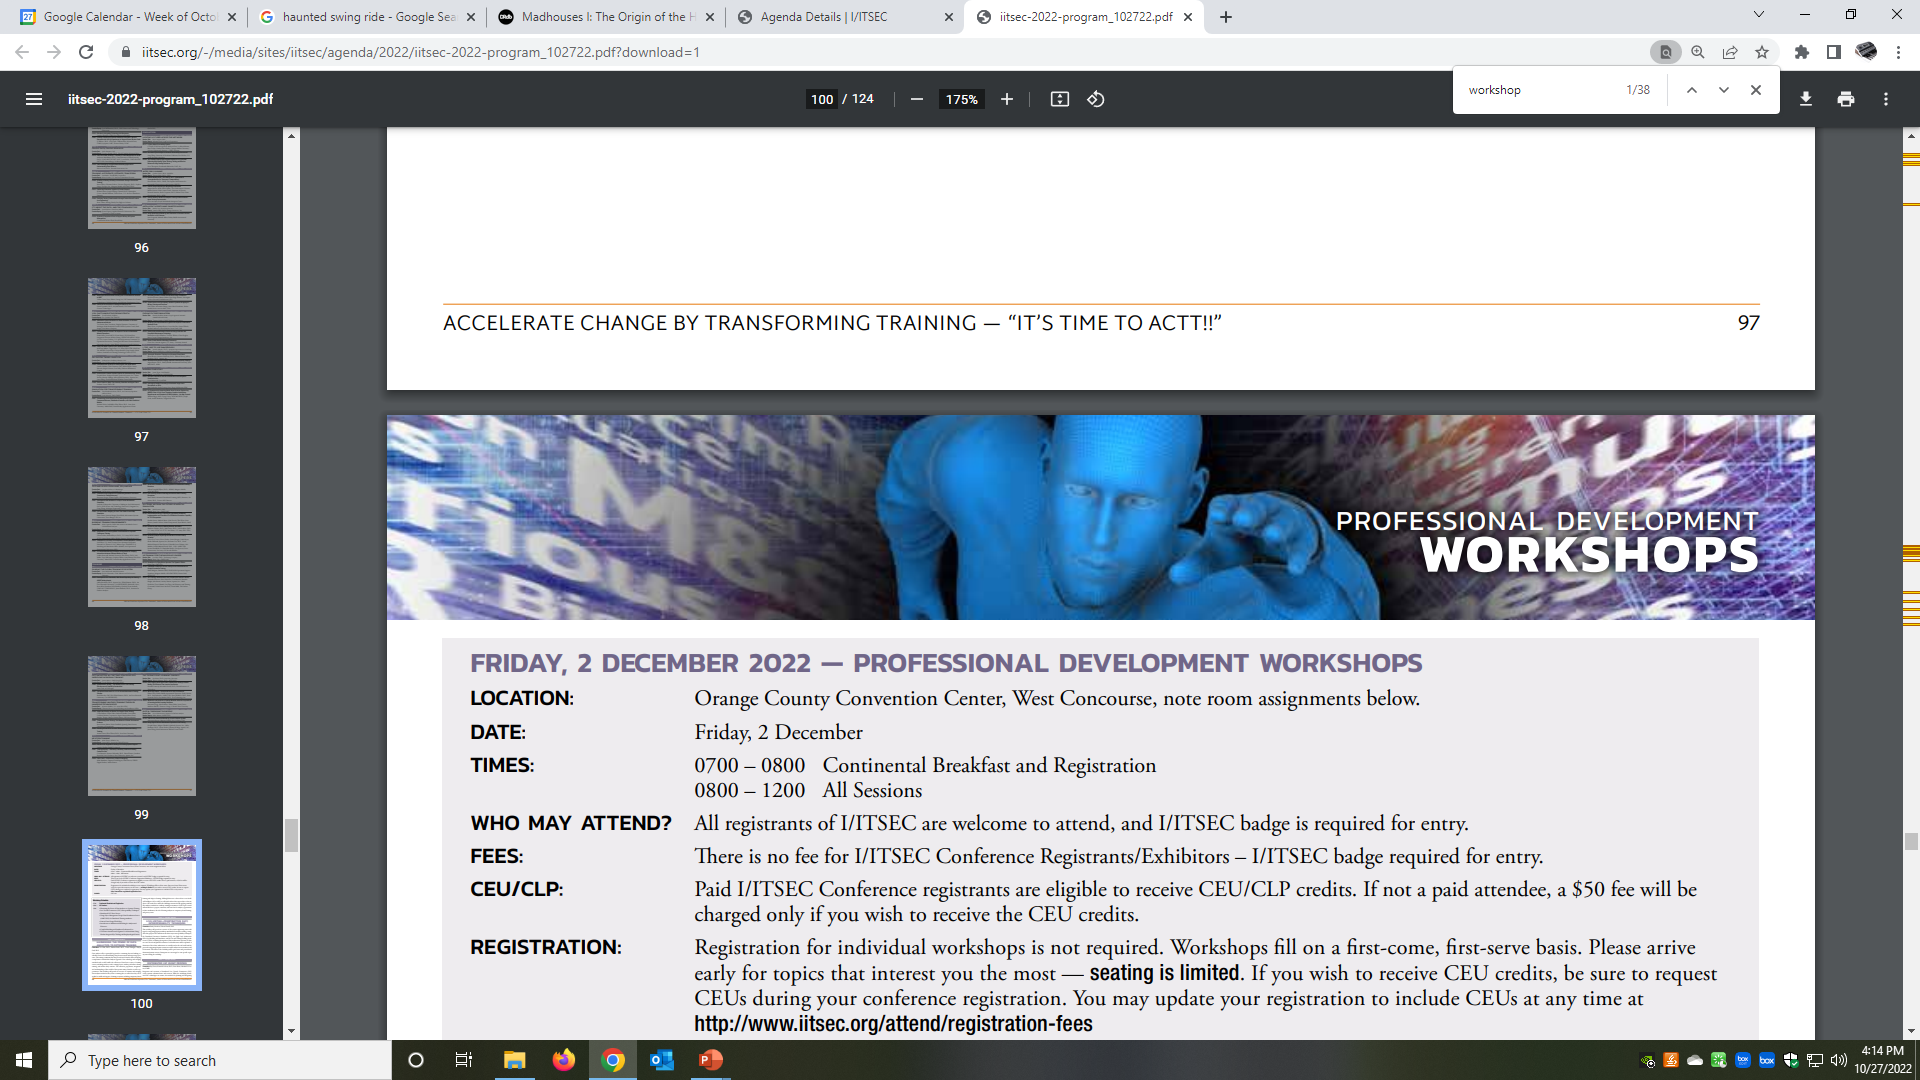 Google Calendar - Week of Octo
haunted swing ride - Google Sea
Madhouses I: The Origin of the H
Agenda Details | I/ITSEC
iitsec-2022-program_102722.pdf
iitsec.org/-/media/sites/iitsec/agenda/2022/iitsec-2022-program_102722.pdf?download=1
iitsec-2022-program_102722.pdf
100 / 124
175%
workshop
1/38
96
97
98
99
100
ACCELERATE CHANGE BY TRANSFORMING TRAINING — “IT’S TIME TO ACTT!!”
97
PROFESSIONAL DEVELOPMENT
WORKSHOPS
FRIDAY, 2 DECEMBER 2022 — PROFESSIONAL DEVELOPMENT WORKSHOPS
LOCATION: Orange County Convention Center, West Concourse, note room assignments below.
DATE: Friday, 2 December
TIMES: 0700 – 0800 Continental Breakfast and Registration
0800 – 1200 All Sessions
WHO MAY ATTEND? All registrants of I/ITSEC are welcome to attend, and I/ITSEC badge is required for entry.
FEES: There is no fee for I/ITSEC Conference Registrants/Exhibitors – I/ITSEC badge required for entry.
CEU/CLP: Paid I/ITSEC Conference registrants are eligible to receive CEU/CLP credits. If not a paid attendee, a $50 fee will be
charged only if you wish to receive the CEU credits.
REGISTRATION: Registration for individual workshops is not required. Workshops fill on a first-come, first-serve basis. Please arrive
early for topics that interest you the most — seating is limited. If you wish to receive CEU credits, be sure to request
CEUs during your conference registration. You may update your registration to include CEUs at any time at
http://www.iitsec.org/attend/registration-fees
Type here to search
4:14 PM
10/27/2022